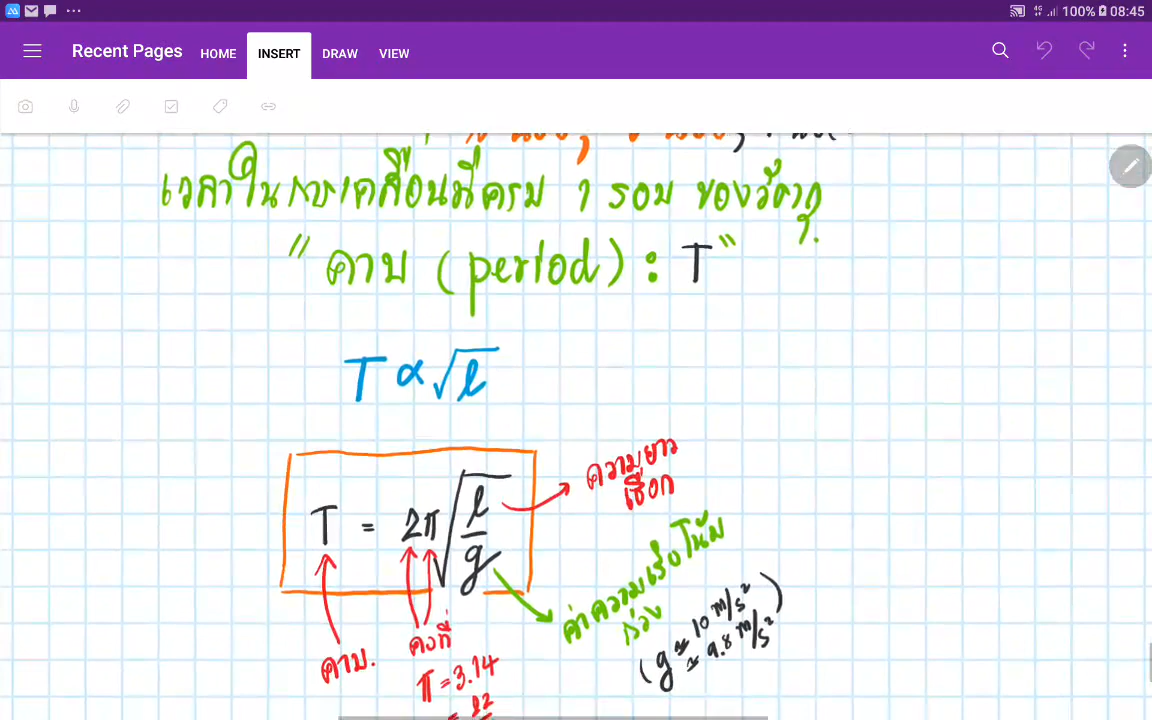 100% 08:45
Recent Pages HOME INSERT DRAW VIEW
เวลาในการเคลื่อนที่ครบ 1 รอบ ของวัตถุ
" คาบ (period) : T "
T ∝ √l
T = 2π√(l/g)
ความยาว
เชือก
ค่าความเร่งโน้ม
ถ่วง
(g ≈ 10 m/s²
≈ 9.8 m/s²)
คาบ.
คงที่
π = 3.14
= 22